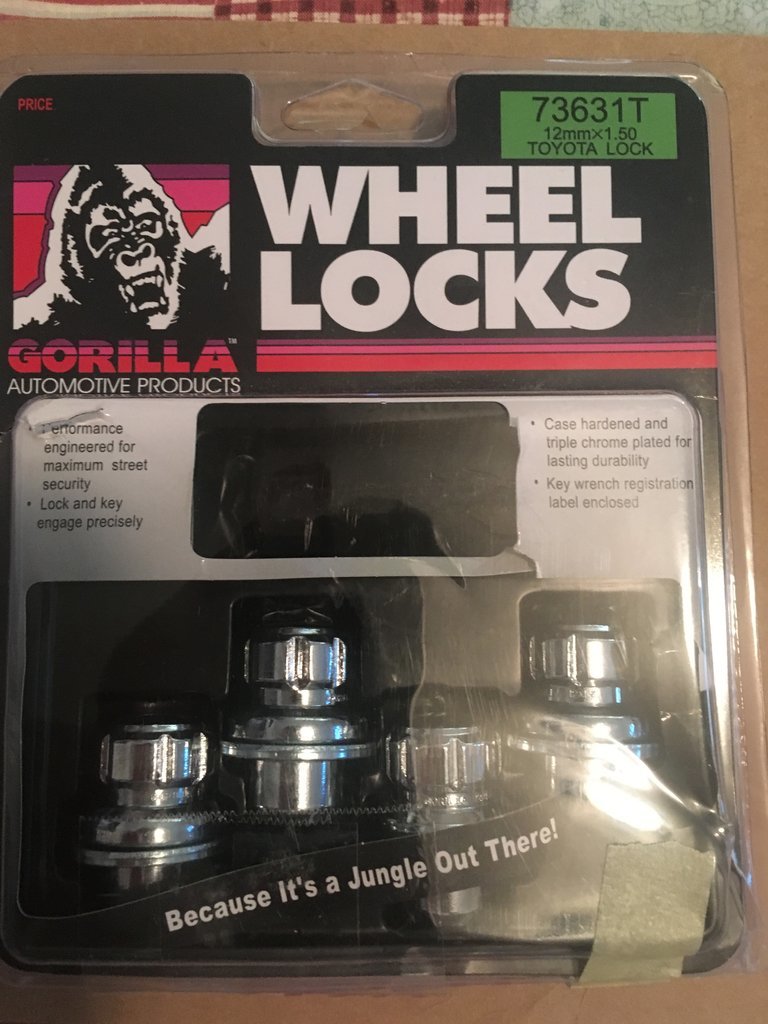 PRICE
73631T
12mm×1.50
TOYOTA LOCK
WHEEL
LOCKS
GORILLA™
AUTOMOTIVE PRODUCTS
• Performance
engineered for
maximum street
security
• Lock and key
engage precisely
• Case hardened and
triple chrome plated for
lasting durability
• Key wrench registration
label enclosed
Because It's a Jungle Out There!